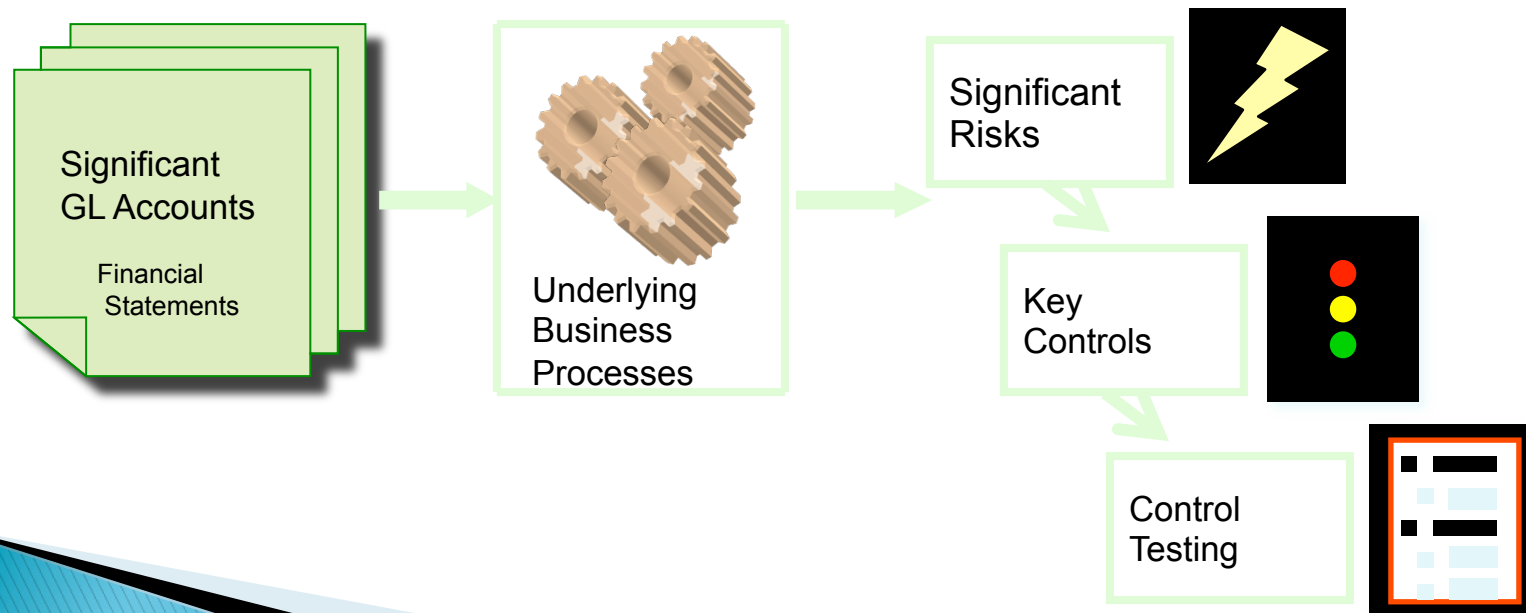 Significant
GL Accounts
Financial
Statements
Underlying
Business
Processes
Significant
Risks
Key
Controls
Control
Testing